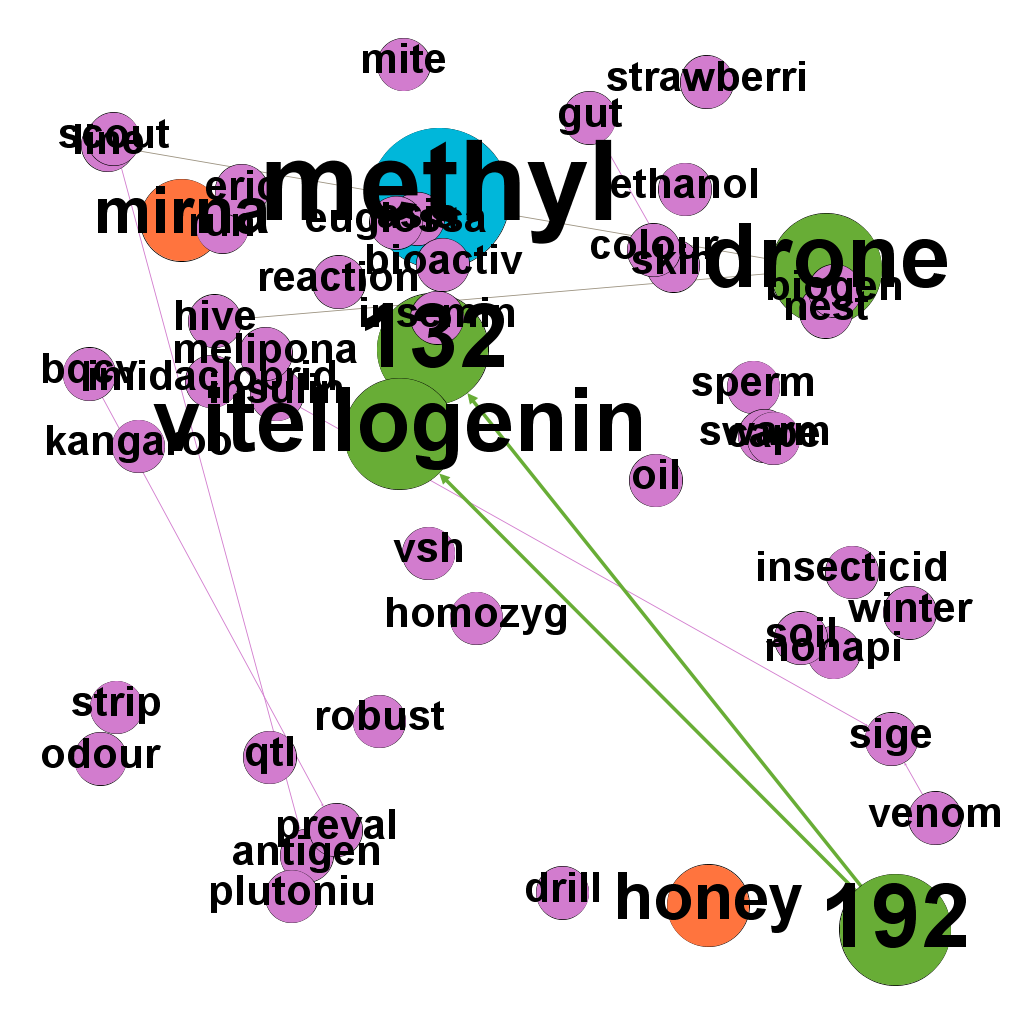 mite
strawberri
gut
scout
line
methyl
eric
ethanol
mirna
run
euglossa
colour
drone
skin
bioactiv
reaction
biogen
nest
hive
insemin
132
melipona
bqcv
imidacloprid
insulin
sperm
vitellogenin
swarm
cape
kangaroo
oil
vsh
insecticid
homozyg
winter
soil
nonapi
strip
robust
sige
odour
qtl
venom
preval
antigen
plutoniu
drill
honey
192